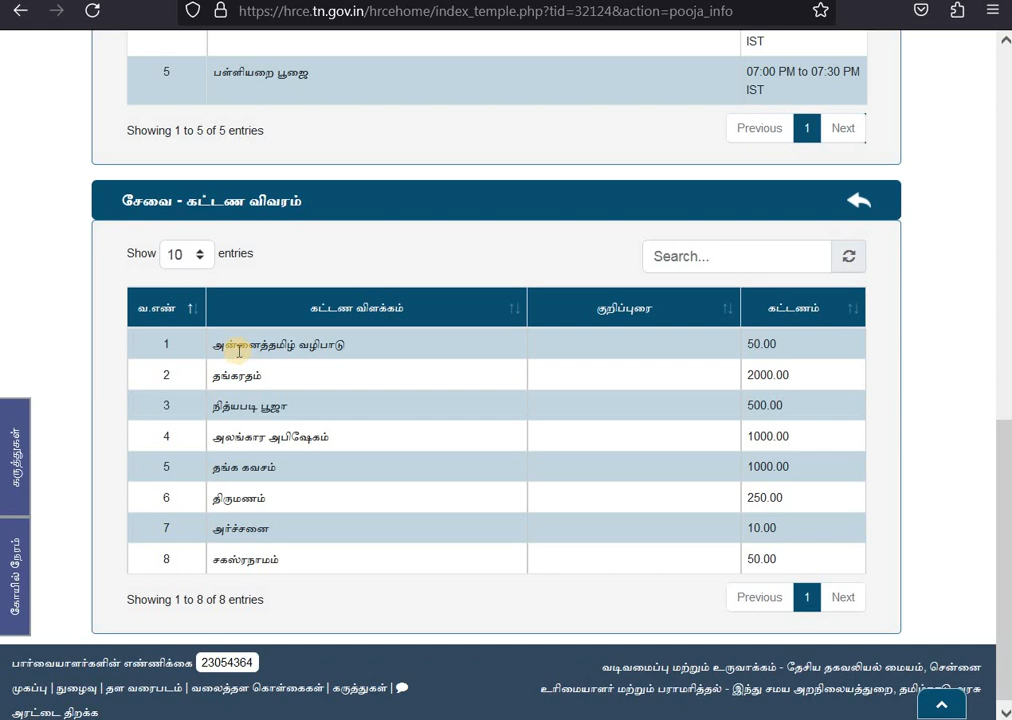 https://hrce.tn.gov.in/hrcehome/index_temple.php?tid=32124&action=pooja_info
IST
5 பள்ளியறை பூஜை 07:00 PM to 07:30 PM IST
Showing 1 to 5 of 5 entries Previous 1 Next
சேவை - கட்டண விவரம்
Show 10 entries Search...
வ.எண் கட்டண விளக்கம் குறிப்புரை கட்டணம்
1 அன்னைத்தமிழ் வழிபாடு 50.00
2 தங்கரதம் 2000.00
3 நித்யபடி பூஜா 500.00
4 அலங்கார அபிஷேகம் 1000.00
5 தங்க கவசம் 1000.00
6 திருமணம் 250.00
7 அர்ச்சனை 10.00
8 சகஸ்ரநாமம் 50.00
Showing 1 to 8 of 8 entries Previous 1 Next
கருத்துகள்
கோயில் நேரம்
பார்வையாளர்களின் எண்ணிக்கை 23054364
முகப்பு | நுழைவு | தள வரைபடம் | வலைத்தள கொள்கைகள் | கருத்துகள் |
அரட்டை திறக்க
வடிவமைப்பு மற்றும் உருவாக்கம் - தேசிய தகவலியல் மையம், சென்னை
உரிமையாளர் மற்றும் பராமரித்தல் - இந்து சமய அறநிலையத்துறை, தமிழ்நாடு அரசு